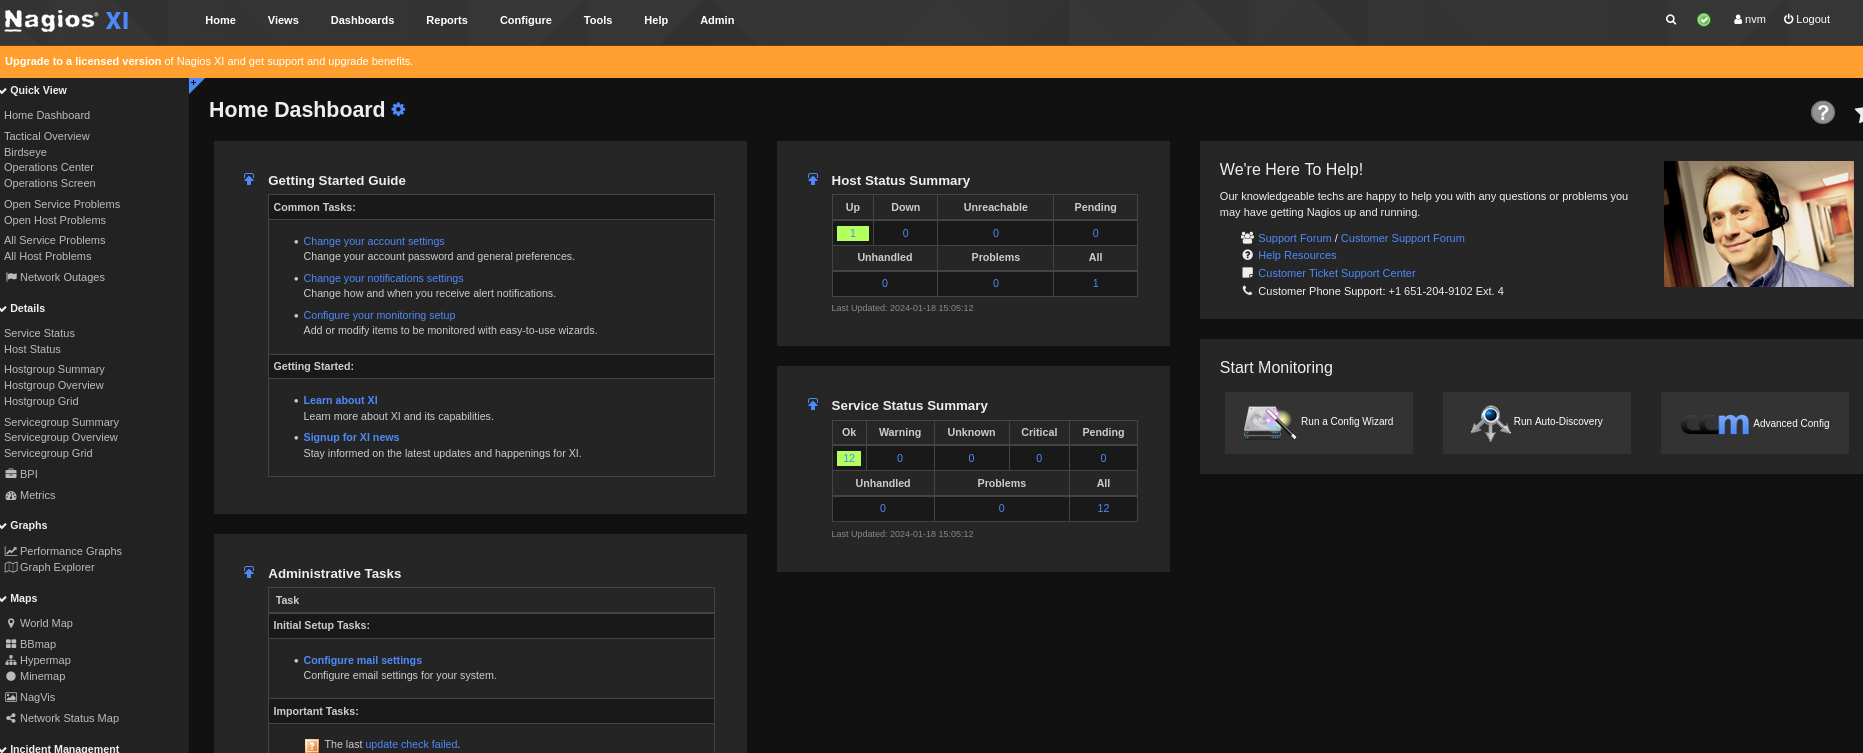 Nagios® XI
Home Views Dashboards Reports Configure Tools Help Admin
nvm Logout
Upgrade to a licensed version of Nagios XI and get support and upgrade benefits.
Quick View
Home Dashboard
Tactical Overview
Birdseye
Operations Center
Operations Screen
Open Service Problems
Open Host Problems
All Service Problems
All Host Problems
Network Outages
Details
Service Status
Host Status
Hostgroup Summary
Hostgroup Overview
Hostgroup Grid
Servicegroup Summary
Servicegroup Overview
Servicegroup Grid
BPI
Metrics
Graphs
Performance Graphs
Graph Explorer
Maps
World Map
BBmap
Hypermap
Minemap
NagVis
Network Status Map
Incident Management
Home Dashboard
?
Getting Started Guide
Common Tasks:
• Change your account settings
Change your account password and general preferences.
• Change your notifications settings
Change how and when you receive alert notifications.
• Configure your monitoring setup
Add or modify items to be monitored with easy-to-use wizards.
Getting Started:
• Learn about XI
Learn more about XI and its capabilities.
• Signup for XI news
Stay informed on the latest updates and happenings for XI.
Administrative Tasks
Task
Initial Setup Tasks:
• Configure mail settings
Configure email settings for your system.
Important Tasks:
? The last update check failed.
Host Status Summary
Up Down Unreachable Pending
1 0 0 0
Unhandled Problems All
0 0 1
Last Updated: 2024-01-18 15:05:12
Service Status Summary
Ok Warning Unknown Critical Pending
12 0 0 0 0
Unhandled Problems All
0 0 12
Last Updated: 2024-01-18 15:05:12
We're Here To Help!
Our knowledgeable techs are happy to help you with any questions or problems you
may have getting Nagios up and running.
Support Forum / Customer Support Forum
Help Resources
Customer Ticket Support Center
Customer Phone Support: +1 651-204-9102 Ext. 4
Start Monitoring
Run a Config Wizard
Run Auto-Discovery
ccm Advanced Config